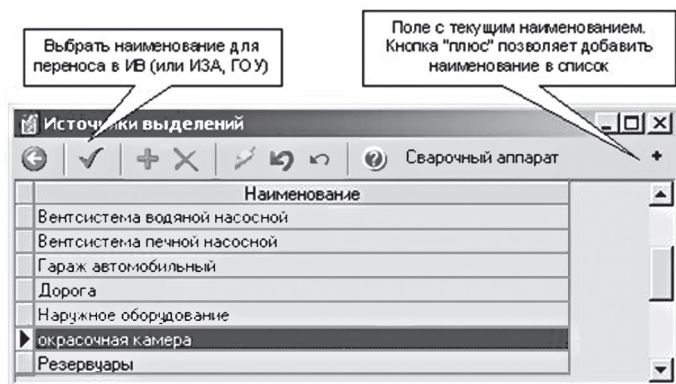 Выбрать наименование для
переноса в ИВ (или ИЗА, ГОУ)
Поле с текущим наименованием.
Кнопка "плюс" позволяет добавить
наименование в список
Источники выделений
Сварочный аппарат
Наименование
Вентсистема водяной насосной
Вентсистема печной насосной
Гараж автомобильный
Дорога
Наружное оборудование
окрасочная камера
Резервуары